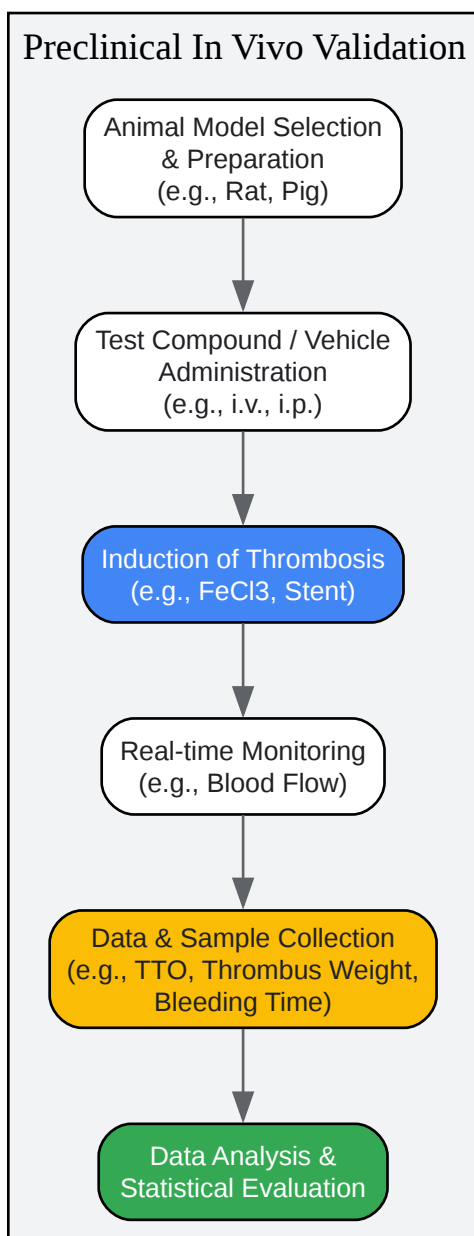 Preclinical In Vivo Validation
Animal Model Selection
& Preparation
(e.g., Rat, Pig)
Test Compound / Vehicle
Administration
(e.g., i.v., i.p.)
Induction of Thrombosis
(e.g., FeCl3, Stent)
Real-time Monitoring
(e.g., Blood Flow)
Data & Sample Collection
(e.g., TTO, Thrombus Weight,
Bleeding Time)
Data Analysis &
Statistical Evaluation